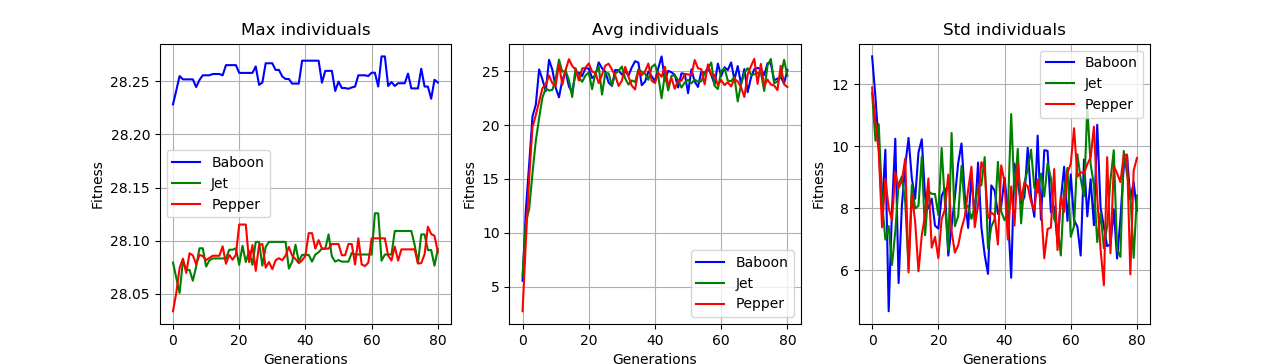 Max individuals
Fitness
28.25
28.20
28.15
28.10
28.05
Baboon
Jet
Pepper
0 20 40 60 80
Generations
Avg individuals
Fitness
25
20
15
10
5
Baboon
Jet
Pepper
0 20 40 60 80
Generations
Std individuals
Fitness
12
10
8
6
Baboon
Jet
Pepper
0 20 40 60 80
Generations